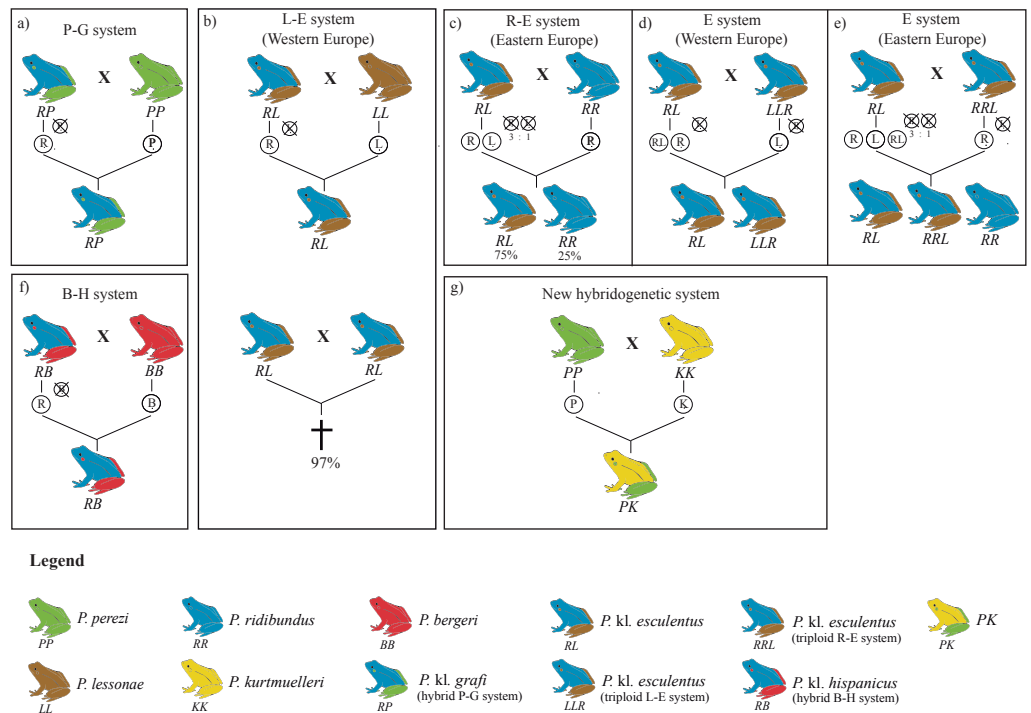 a)
P-G system
X
RP
PP
R
P
RP
b)
L-E system
(Western Europe)
X
RL
LL
R
L
RL
X
RL
RL
97%
c)
R-E system
(Eastern Europe)
X
RL
RR
R
L
3 : 1
R
RL
RR
75%
25%
d)
E system
(Western Europe)
X
RL
LLR
RL
R
L
RL
LLR
e)
E system
(Eastern Europe)
X
RL
RRL
R
L
RL
3 : 1
R
RL
RRL
RR
f)
B-H system
X
RB
BB
R
B
RB
g)
New hybridogenetic system
X
PP
KK
P
K
PK
Legend
P. perezi
PP
P. ridibundus
RR
P. bergeri
BB
P. kl. esculentus
RL
P. kl. esculentus
(triploid R-E system)
RRL
PK
PK
P. lessonae
LL
P. kurtmuelleri
KK
P. kl. grafi
(hybrid P-G system)
RP
P. kl. esculentus
(triploid L-E system)
LLR
P. kl. hispanicus
(hybrid B-H system)
RB